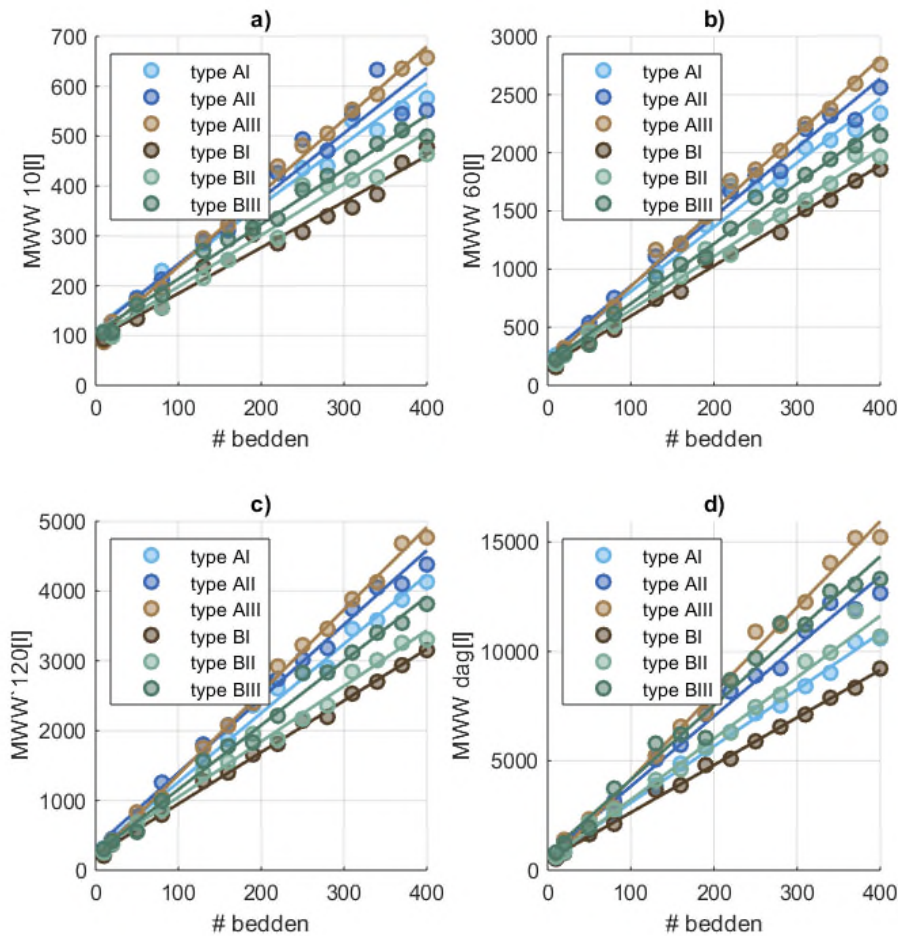 a)
MWW 10[l]
700
600
500
400
300
200
100
0
type AI
type AII
type AIII
type BI
type BII
type BIII
0 100 200 300 400
# bedden
b)
MWW 60[l]
3000
2500
2000
1500
1000
500
0
type AI
type AII
type AIII
type BI
type BII
type BIII
0 100 200 300 400
# bedden
c)
MWW`120[l]
5000
4000
3000
2000
1000
0
type AI
type AII
type AIII
type BI
type BII
type BIII
0 100 200 300 400
# bedden
d)
MWW dag[l]
15000
10000
5000
0
type AI
type AII
type AIII
type BI
type BII
type BIII
0 100 200 300 400
# bedden